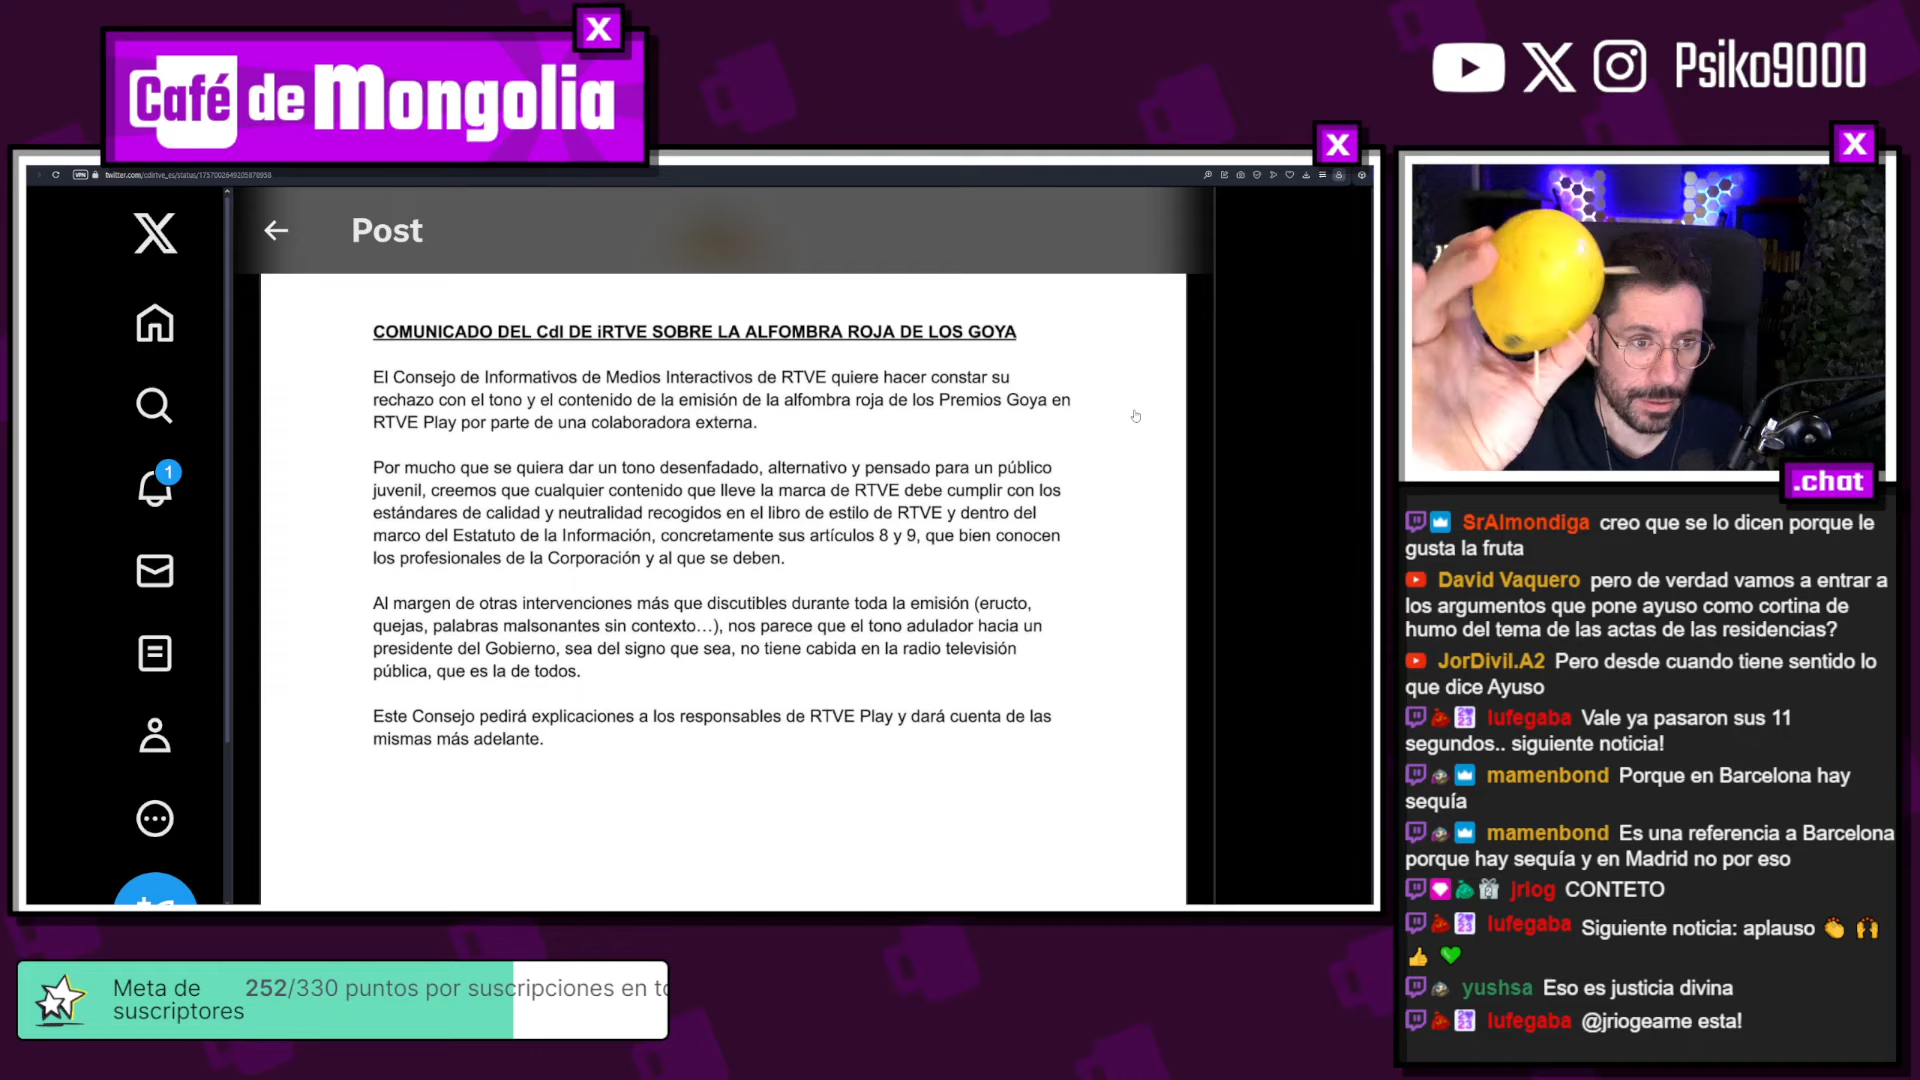 X
Café de Mongolia
Psiko9000
X
X
VPN
twitter.com/cdirtve_es/status/1757002649205878958
Post
1
COMUNICADO DEL CdI DE iRTVE SOBRE LA ALFOMBRA ROJA DE LOS GOYA
El Consejo de Informativos de Medios Interactivos de RTVE quiere hacer constar su
rechazo con el tono y el contenido de la emisión de la alfombra roja de los Premios Goya en
RTVE Play por parte de una colaboradora externa.
Por mucho que se quiera dar un tono desenfadado, alternativo y pensado para un público
juvenil, creemos que cualquier contenido que lleve la marca de RTVE debe cumplir con los
estándares de calidad y neutralidad recogidos en el libro de estilo de RTVE y dentro del
marco del Estatuto de la Información, concretamente sus artículos 8 y 9, que bien conocen
los profesionales de la Corporación y al que se deben.
Al margen de otras intervenciones más que discutibles durante toda la emisión (eructo,
quejas, palabras malsonantes sin contexto…), nos parece que el tono adulador hacia un
presidente del Gobierno, sea del signo que sea, no tiene cabida en la radio televisión
pública, que es la de todos.
Este Consejo pedirá explicaciones a los responsables de RTVE Play y dará cuenta de las
mismas más adelante.
.chat
SrAlmondiga creo que se lo dicen porque le
gusta la fruta
David Vaquero pero de verdad vamos a entrar a
los argumentos que pone ayuso como cortina de
humo del tema de las actas de las residencias?
JorDivil.A2 Pero desde cuando tiene sentido lo
que dice Ayuso
lufegaba Vale ya pasaron sus 11
segundos.. siguiente noticia!
mamenbond Porque en Barcelona hay
sequía
mamenbond Es una referencia a Barcelona
porque hay sequía y en Madrid no por eso
jriog CONTETO
lufegaba Siguiente noticia: aplauso 👏 🙌
👍 💚
yushsa Eso es justicia divina
lufegaba @jriogeame esta!
Meta de
suscriptores
252/330 puntos por suscripciones en to